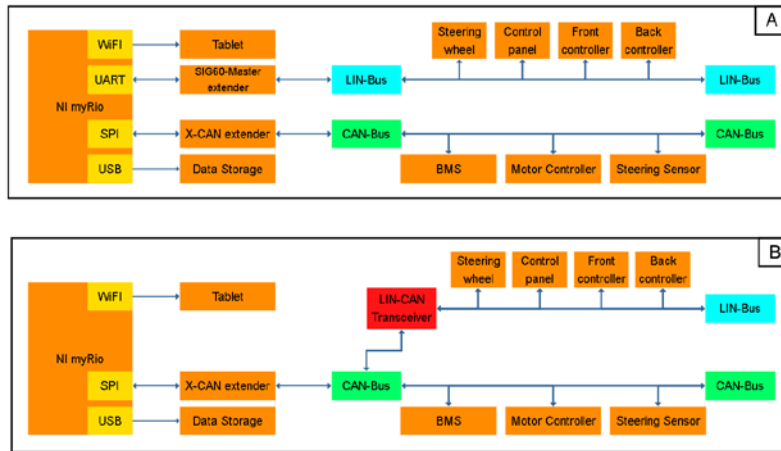 A
WiFI
Tablet
Steering
wheel
Control
panel
Front
controller
Back
controller
UART
SIG60-Master
extender
LIN-Bus
LIN-Bus
NI myRio
SPI
X-CAN extender
CAN-Bus
CAN-Bus
USB
Data Storage
BMS
Motor Controller
Steering Sensor
B
Steering
wheel
Control
panel
Front
controller
Back
controller
WiFI
Tablet
LIN-CAN
Transceiver
LIN-Bus
NI myRio
SPI
X-CAN extender
CAN-Bus
CAN-Bus
USB
Data Storage
BMS
Motor Controller
Steering Sensor